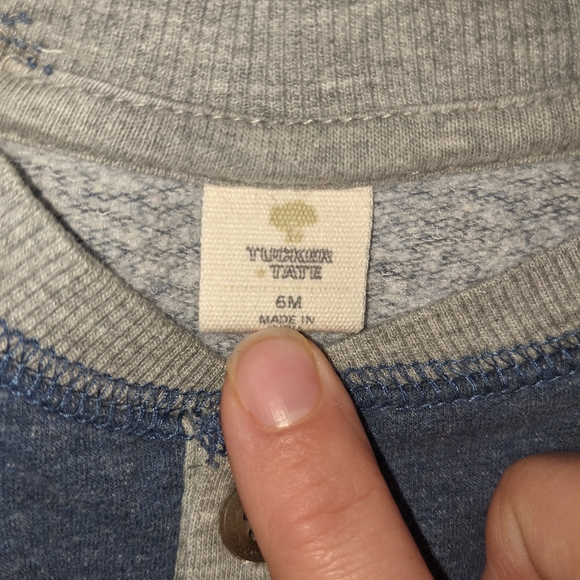 TUCKER
+ TATE
6M
MADE IN